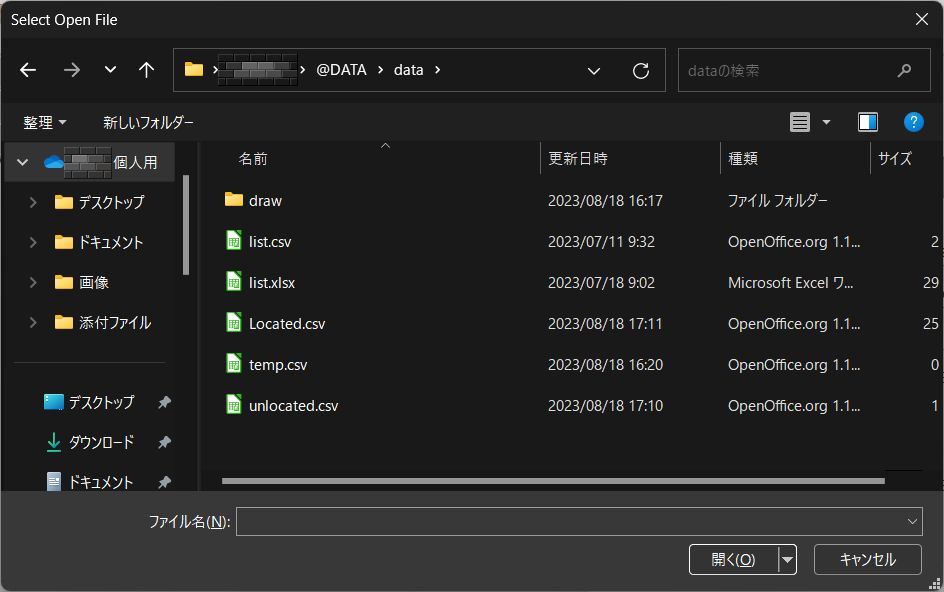 Select Open File
@DATA > data >
dataの検索
整理
新しいフォルダー
個人用
デスクトップ
ドキュメント
画像
添付ファイル
デスクトップ
ダウンロード
ドキュメント
名前 更新日時 種類 サイズ
draw 2023/08/18 16:17 ファイル フォルダー
list.csv 2023/07/11 9:32 OpenOffice.org 1.1... 2
list.xlsx 2023/07/18 9:02 Microsoft Excel ワ... 29
Located.csv 2023/08/18 17:11 OpenOffice.org 1.1... 25
temp.csv 2023/08/18 16:20 OpenOffice.org 1.1... 0
unlocated.csv 2023/08/18 17:10 OpenOffice.org 1.1... 1
ファイル名(N):
開く(O)
キャンセル